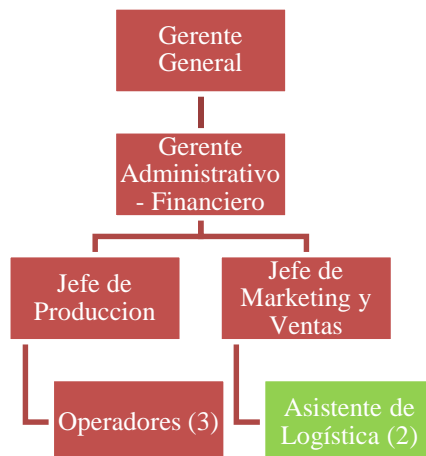 Gerente
General
Gerente
Administrativo
- Financiero
Jefe de
Produccion
Jefe de
Marketing y
Ventas
Operadores (3)
Asistente de
Logística (2)